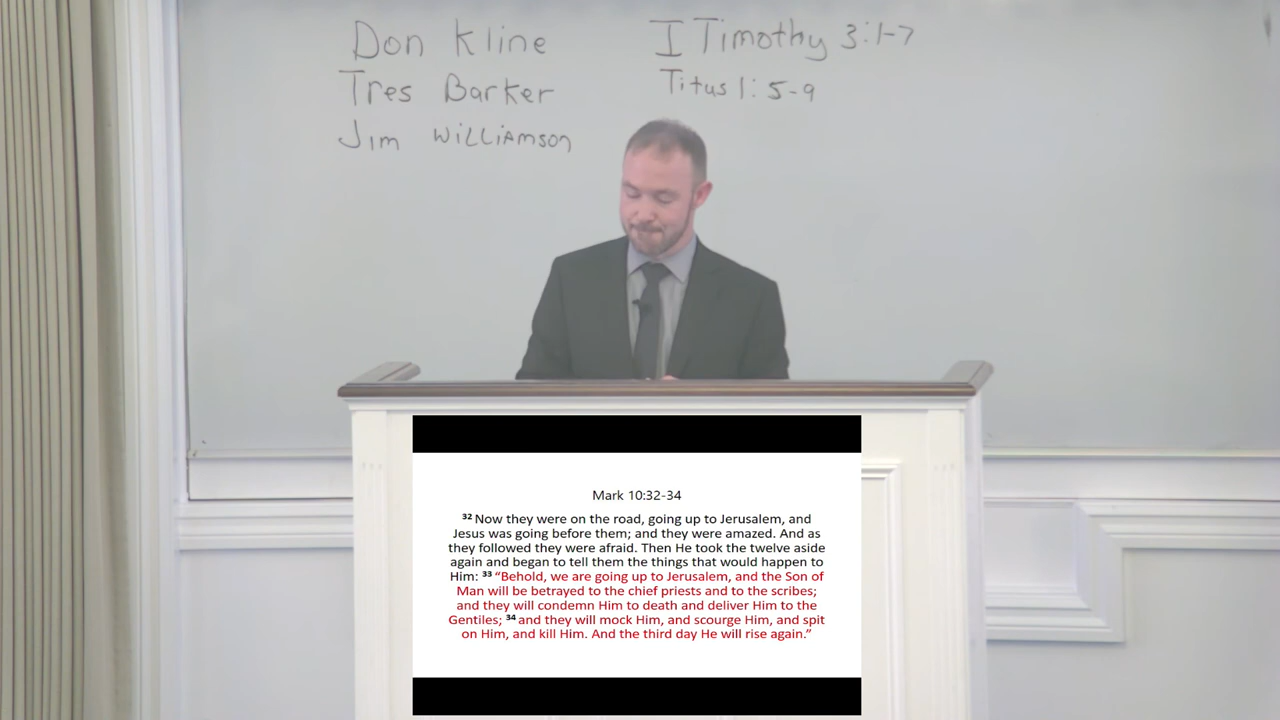 Don Kline I Timothy 3:1-7
Tres Barker Titus 1:5-9
Jim Williamson
Mark 10:32-34
32 Now they were on the road, going up to Jerusalem, and
Jesus was going before them; and they were amazed. And as
they followed they were afraid. Then He took the twelve aside
again and began to tell them the things that would happen to
Him: 33 “Behold, we are going up to Jerusalem, and the Son of
Man will be betrayed to the chief priests and to the scribes;
and they will condemn Him to death and deliver Him to the
Gentiles; 34 and they will mock Him, and scourge Him, and spit
on Him, and kill Him. And the third day He will rise again.”